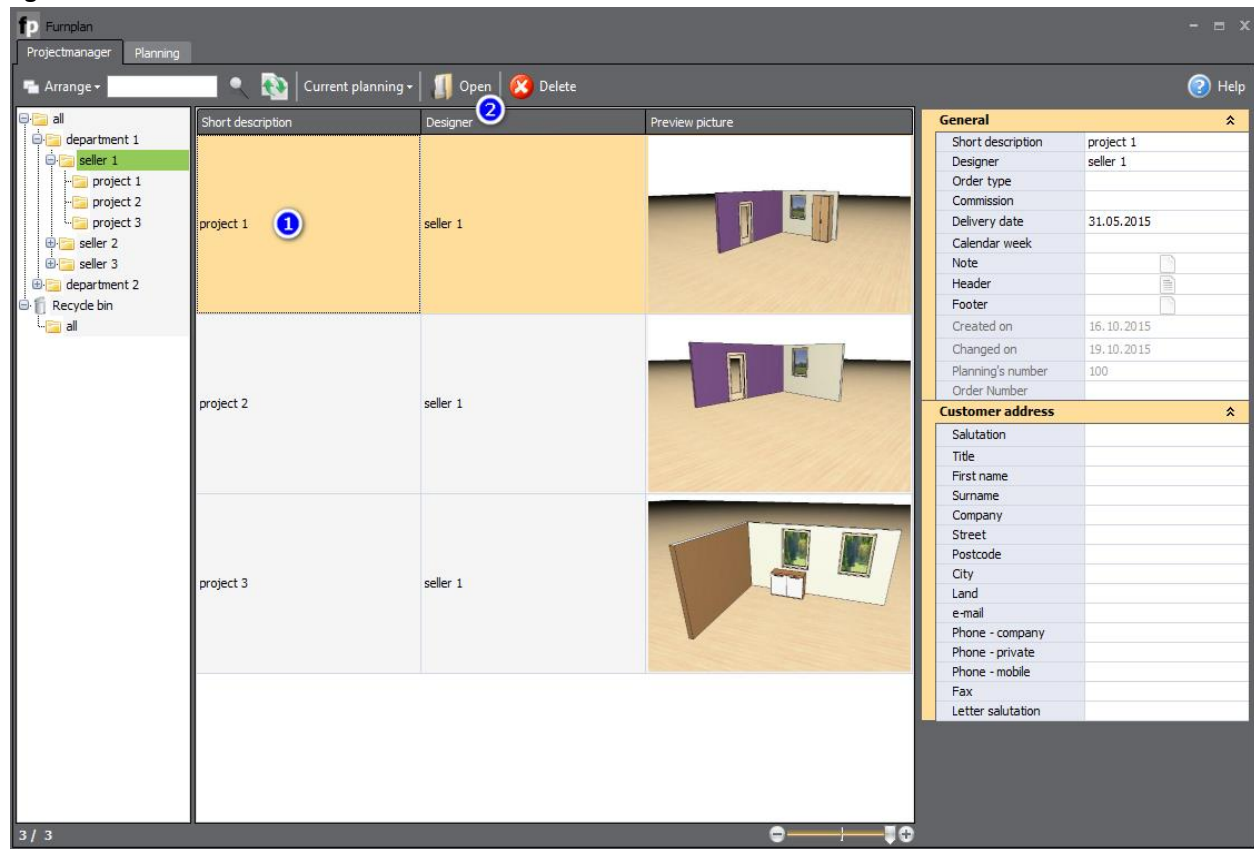 fp Furnplan
Projectmanager Planning
Arrange Current planning Open Delete Help
2
all
department 1
seller 1
project 1
project 2
project 3
seller 2
seller 3
department 2
Recycle bin
all
Short description Designer Preview picture
project 1 1 seller 1
project 2 seller 1
project 3 seller 1
General
Short description project 1
Designer seller 1
Order type
Commission
Delivery date 31.05.2015
Calendar week
Note
Header
Footer
Created on 16.10.2015
Changed on 19.10.2015
Planning's number 100
Order Number
Customer address
Salutation
Title
First name
Surname
Company
Street
Postcode
City
Land
e-mail
Phone - company
Phone - private
Phone - mobile
Fax
Letter salutation
3 / 3